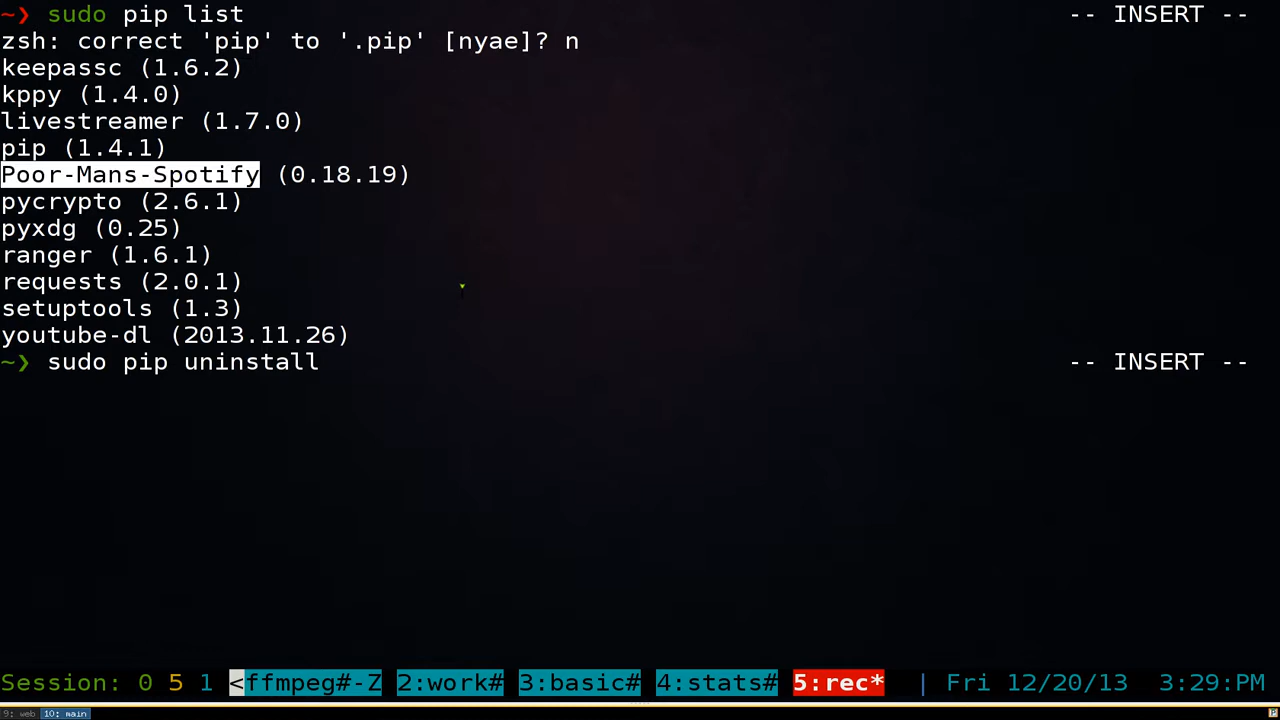 ~❯ sudo pip list -- INSERT --
zsh: correct 'pip' to '.pip' [nyae]? n
keepassc (1.6.2)
kppy (1.4.0)
livestreamer (1.7.0)
pip (1.4.1)
Poor-Mans-Spotify (0.18.19)
pycrypto (2.6.1)
pyxdg (0.25)
ranger (1.6.1)
requests (2.0.1)
setuptools (1.3)
youtube-dl (2013.11.26)
~❯ sudo pip uninstall -- INSERT --
Session: 0 5 1 <ffmpeg#-Z 2:work# 3:basic# 4:stats# 5:rec* | Fri 12/20/13 3:29:PM
9: web 10: main